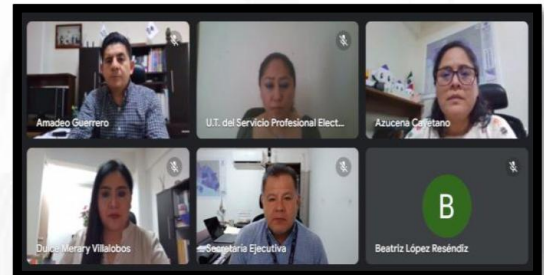 Amadeo Guerrero
U.T. del Servicio Profesional Elect...
Azucena Cayetano
Dulce Merary Villalobos
Secretaría Ejecutiva
B
Beatriz López Reséndiz